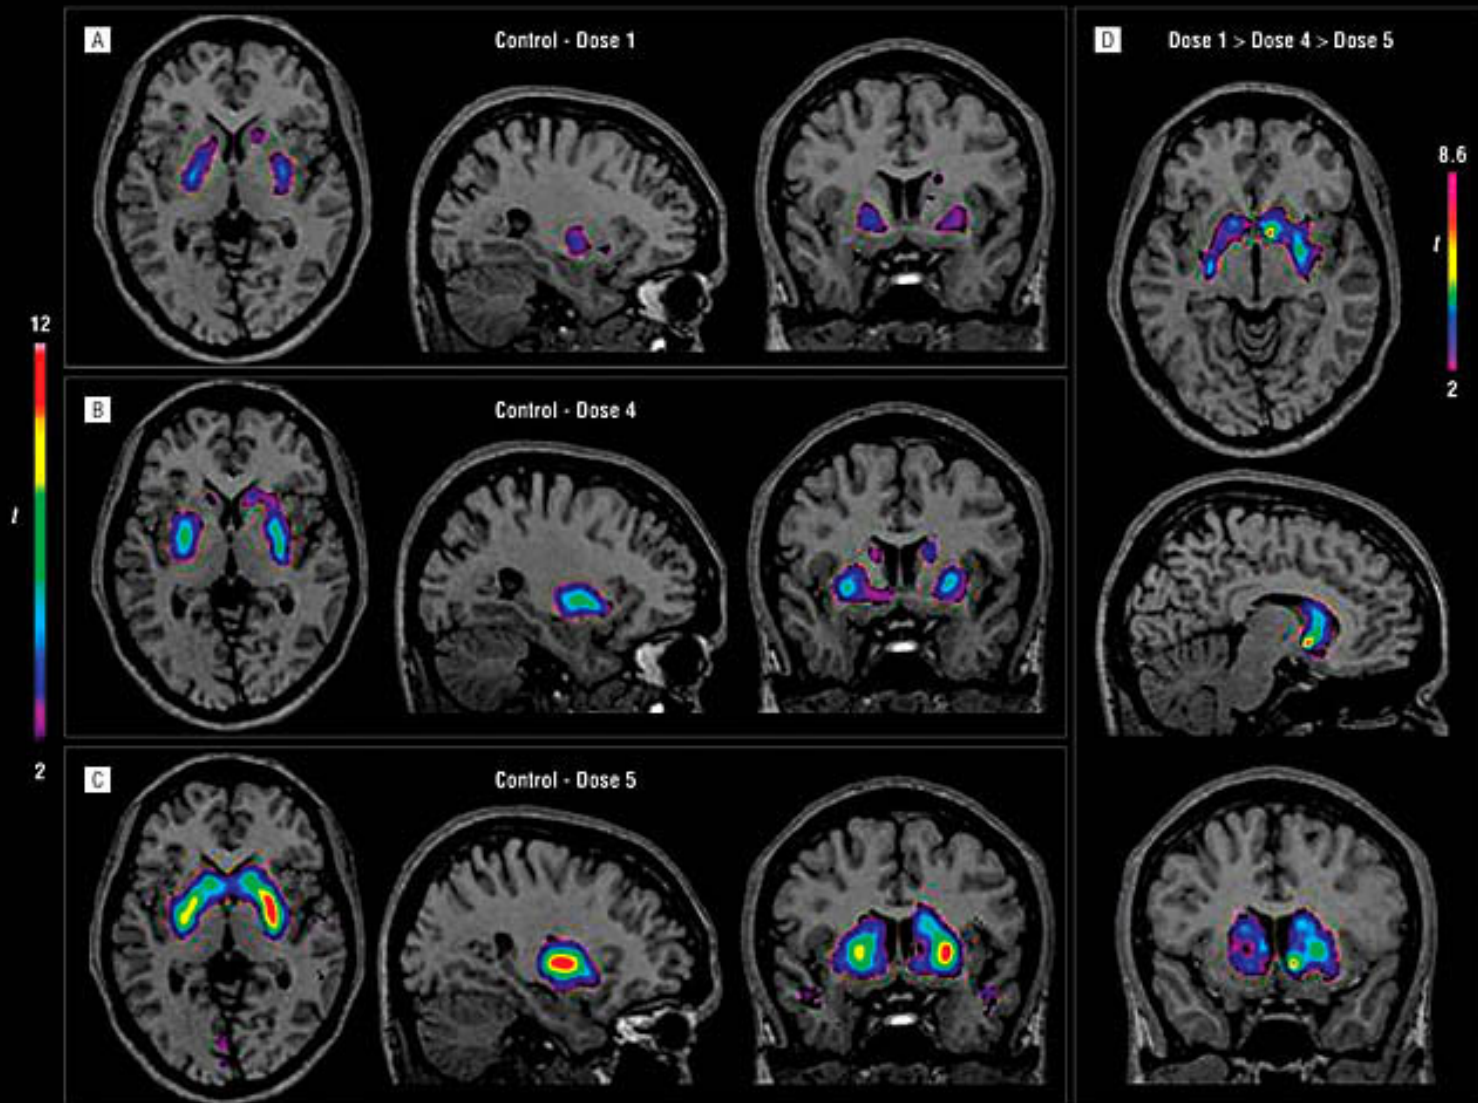 A
Control - Dose 1
D
Dose 1 > Dose 4 > Dose 5
8.6
t
2
12
t
2
B
Control - Dose 4
C
Control - Dose 5